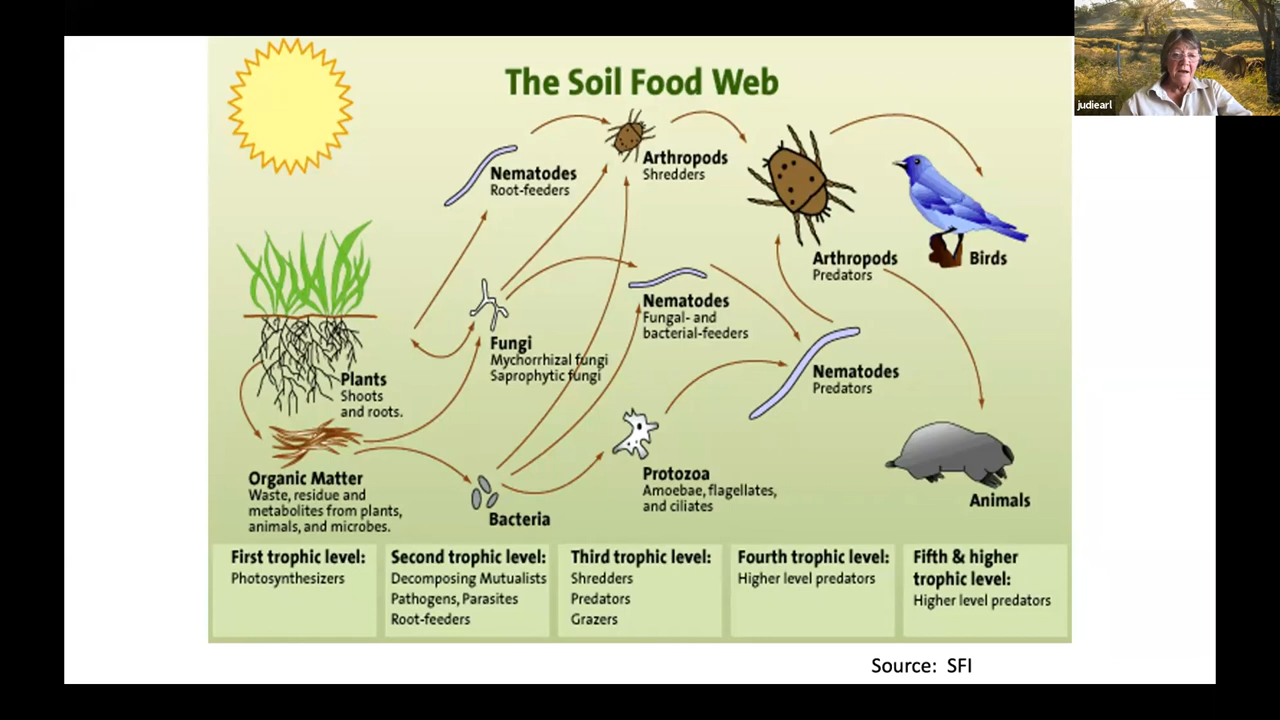 judiearl
The Soil Food Web
Nematodes
Root-feeders
Arthropods
Shredders
Arthropods
Predators
Birds
Plants
Shoots
and roots.
Fungi
Mychorrhizal fungi
Saprophytic fungi
Nematodes
Fungal- and
bacterial-feeders
Nematodes
Predators
Organic Matter
Waste, residue and
metabolites from plants,
animals, and microbes.
Bacteria
Protozoa
Amoebae, flagellates,
and ciliates
Animals
First trophic level:
Photosynthesizers
Second trophic level:
Decomposing Mutualists
Pathogens, Parasites
Root-feeders
Third trophic level:
Shredders
Predators
Grazers
Fourth trophic level:
Higher level predators
Fifth & higher
trophic level:
Higher level predators
Source: SFI